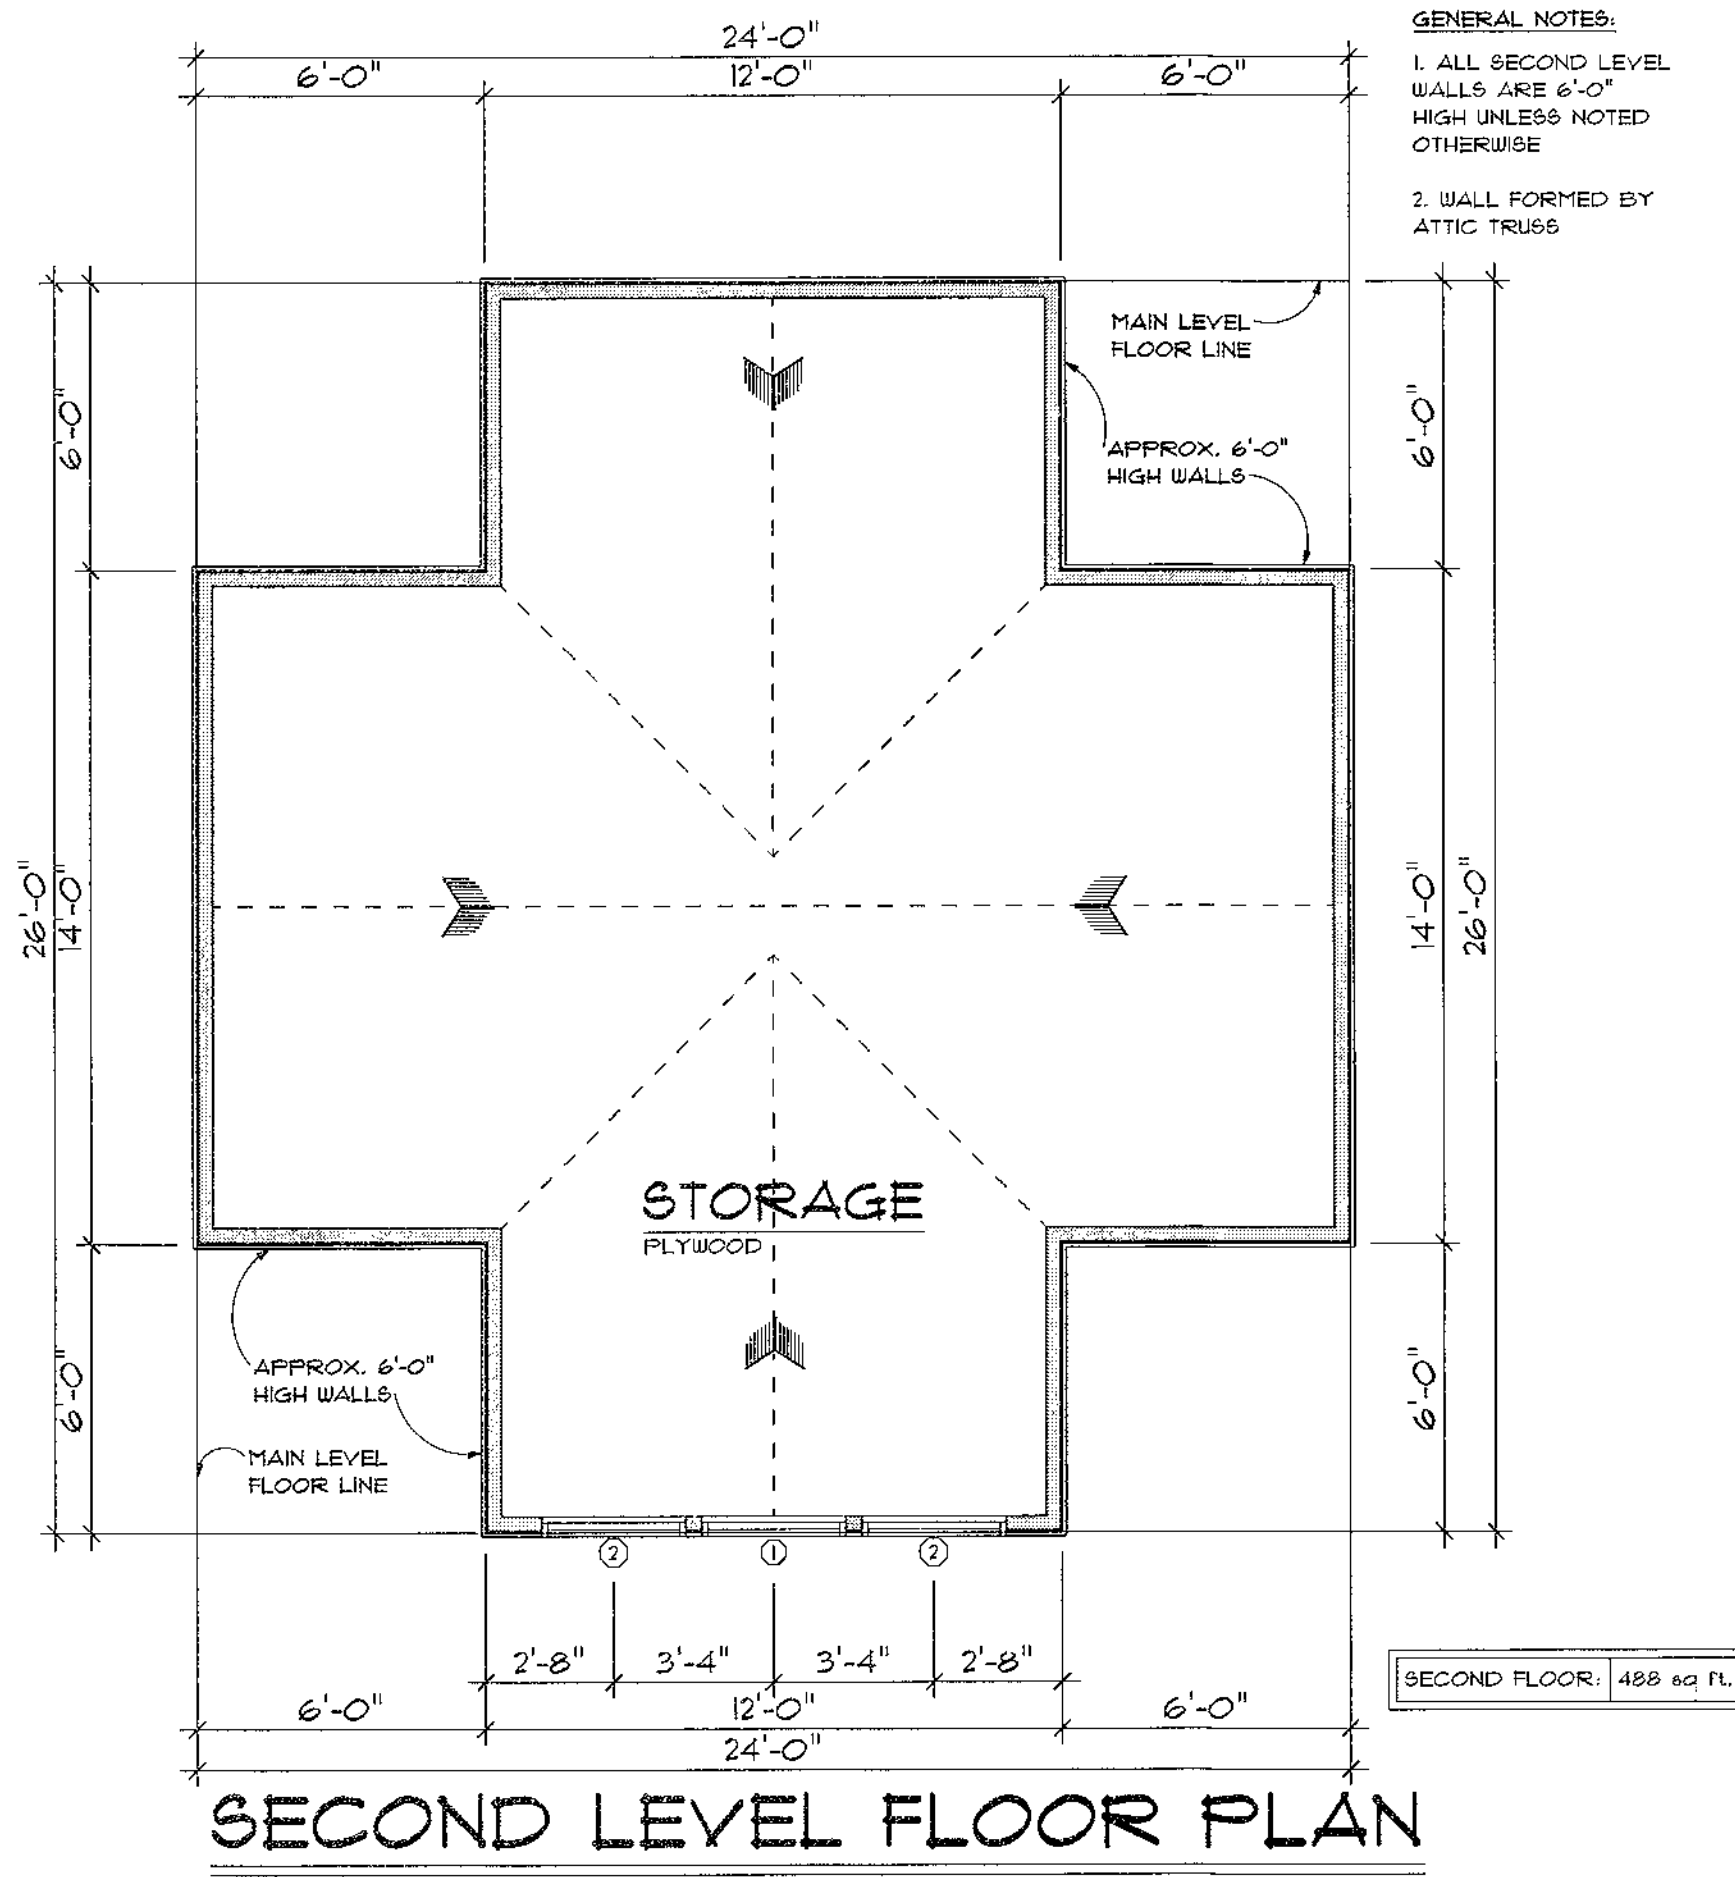 24'-0"
6'-0" 12'-0" 6'-0"
GENERAL NOTES:
1. ALL SECOND LEVEL
WALLS ARE 6'-0"
HIGH UNLESS NOTED
OTHERWISE
2. WALL FORMED BY
ATTIC TRUSS
MAIN LEVEL
FLOOR LINE
APPROX. 6'-0"
HIGH WALLS
6'-0"
6'-0"
26'-0"
14'-0"
14'-0"
26'-0"
STORAGE
PLYWOOD
6'-0"
6'-0"
APPROX. 6'-0"
HIGH WALLS
MAIN LEVEL
FLOOR LINE
2 1 2
2'-8" 3'-4" 3'-4" 2'-8"
6'-0" 12'-0" 6'-0"
24'-0"
SECOND FLOOR: 488 sq ft.
SECOND LEVEL FLOOR PLAN